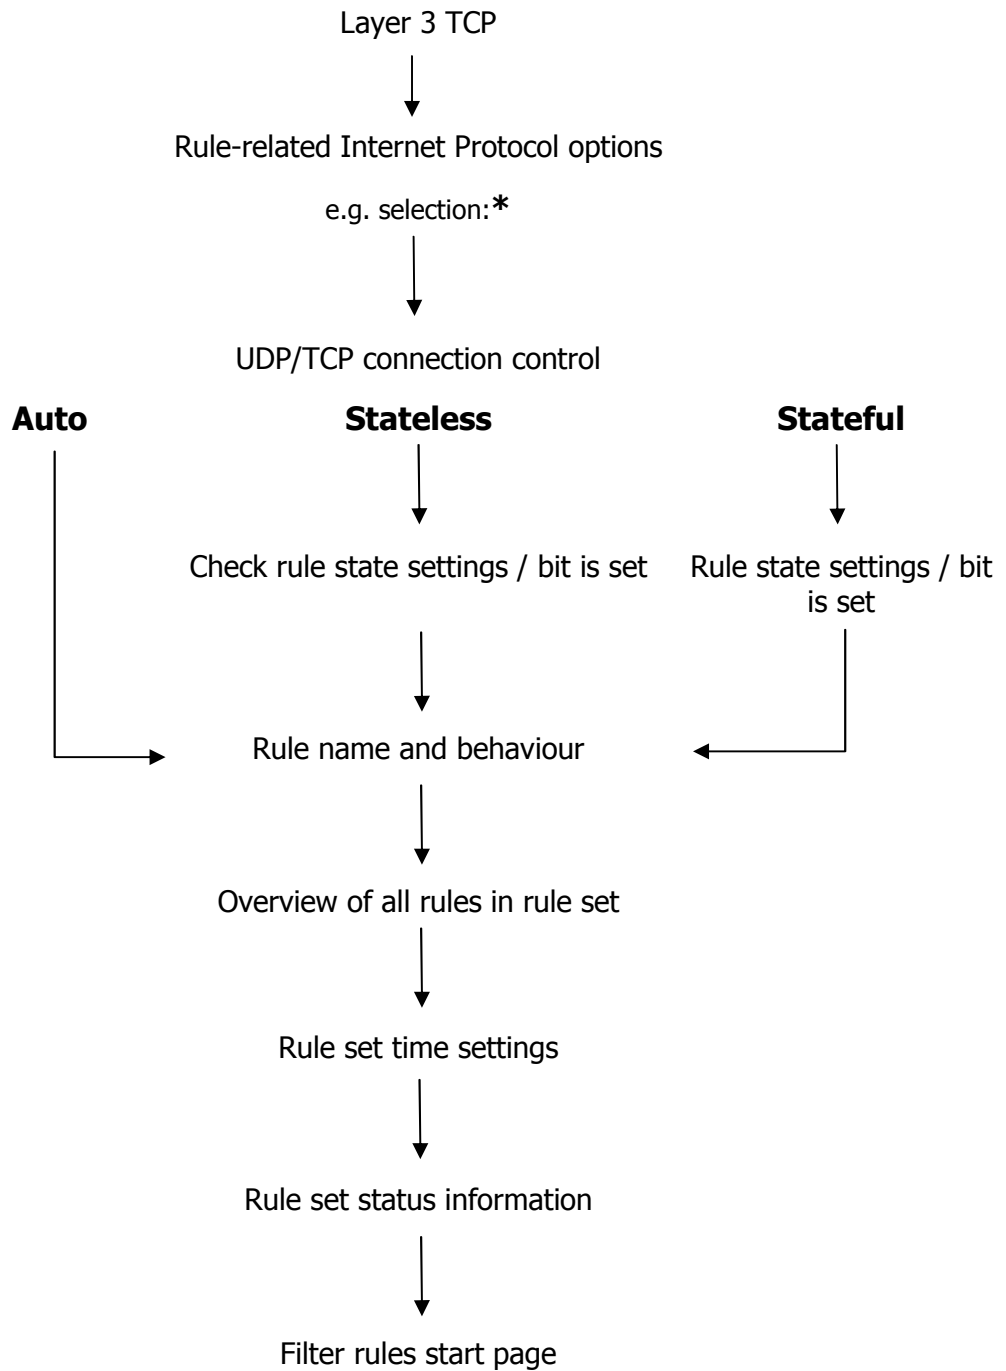 Layer 3 TCP
Rule-related Internet Protocol options
e.g. selection:*
UDP/TCP connection control
Auto
Stateless
Stateful
Check rule state settings / bit is set
Rule state settings / bit
is set
Rule name and behaviour
Overview of all rules in rule set
Rule set time settings
Rule set status information
Filter rules start page